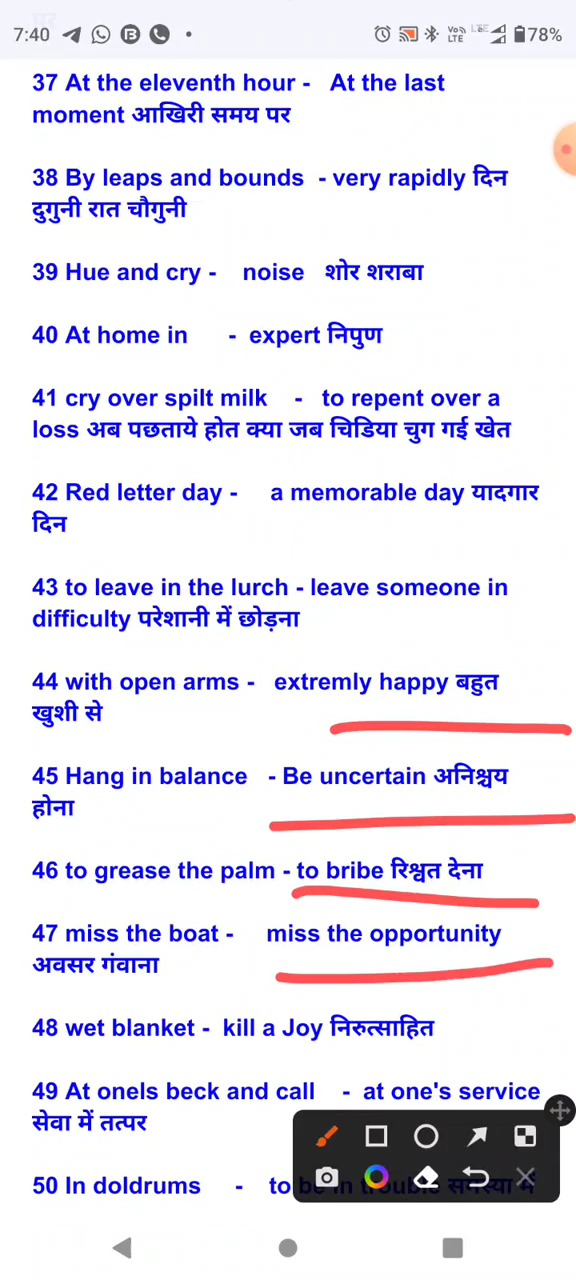 7:40 78%
37 At the eleventh hour - At the last
moment आखिरी समय पर
38 By leaps and bounds - very rapidly दिन
दुगुनी रात चौगुनी
39 Hue and cry - noise शोर शराबा
40 At home in - expert निपुण
41 cry over spilt milk - to repent over a
loss अब पछताये होत क्या जब चिडिया चुग गई खेत
42 Red letter day - a memorable day यादगार
दिन
43 to leave in the lurch - leave someone in
difficulty परेशानी में छोड़ना
44 with open arms - extremly happy बहुत
खुशी से
45 Hang in balance - Be uncertain अनिश्चय
होना
46 to grease the palm - to bribe रिश्वत देना
47 miss the boat - miss the opportunity
अवसर गंवाना
48 wet blanket - kill a Joy निरुत्साहित
49 At onels beck and call - at one's service
सेवा में तत्पर
50 In doldrums - to be in trouble समस्या में